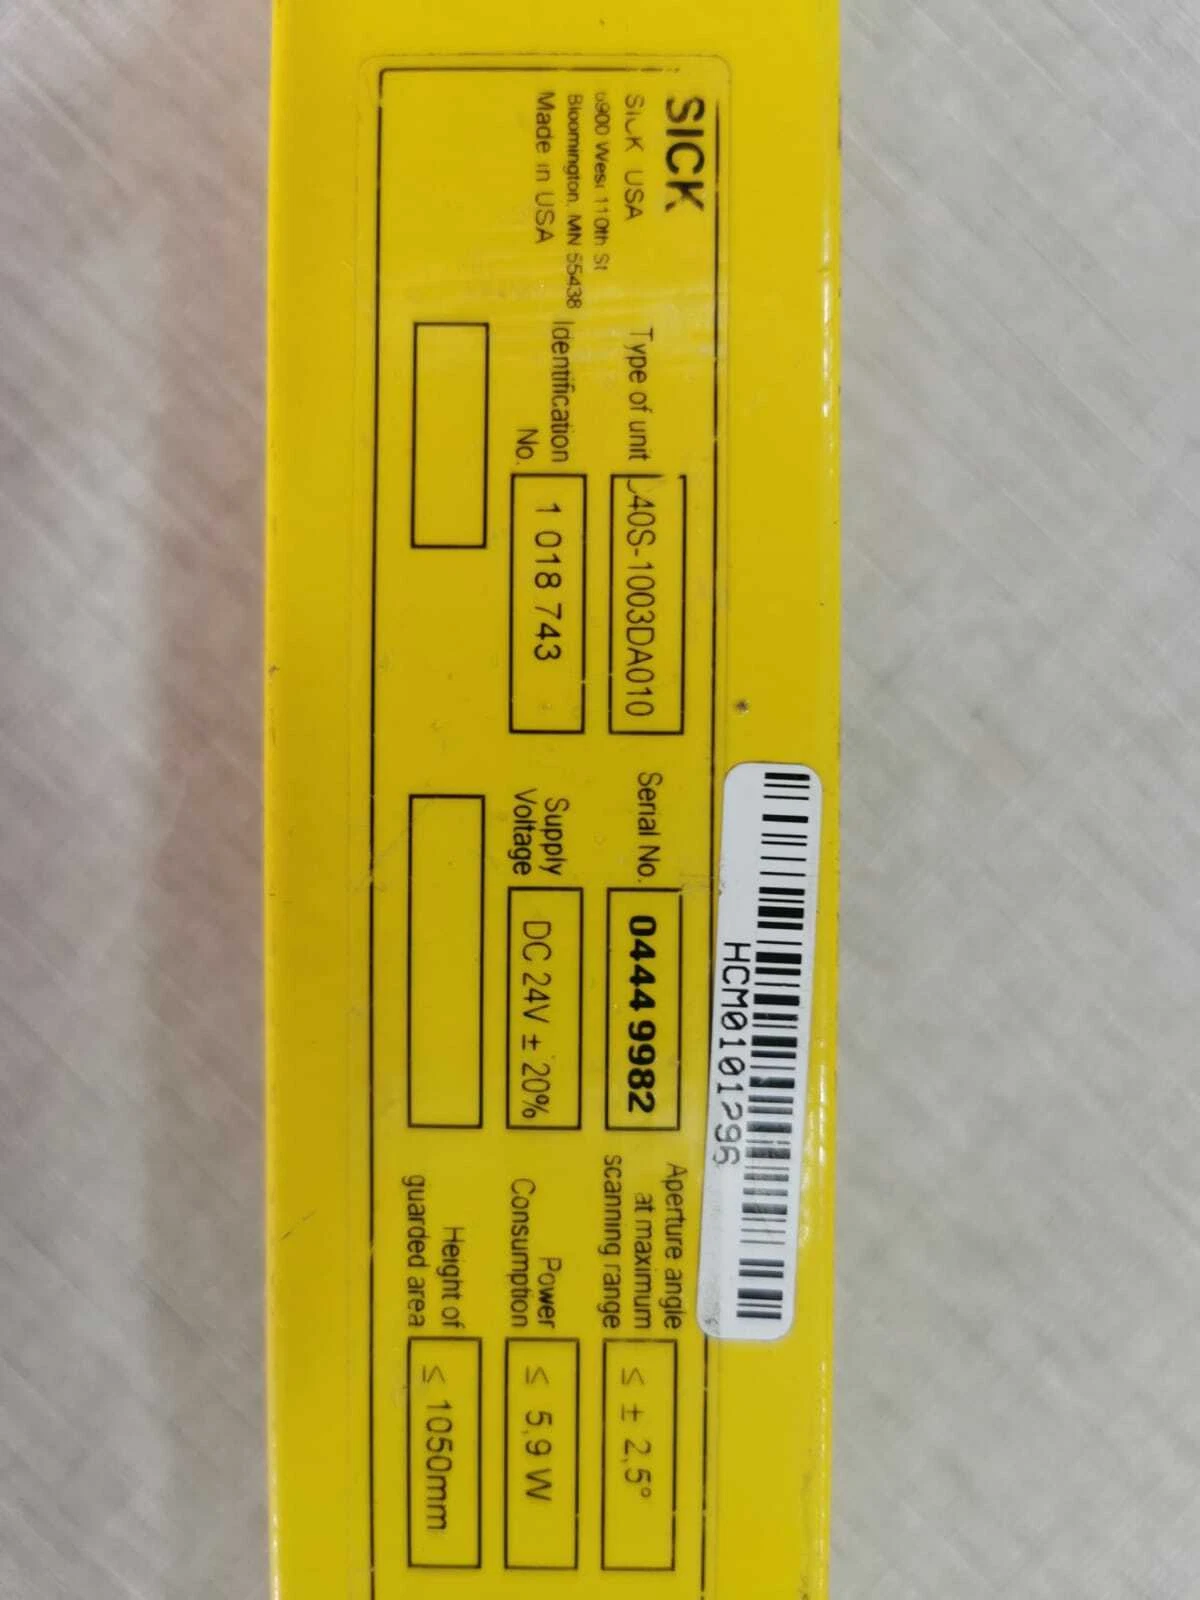 SICK
SICK USA
6900 West 110th St
Bloomington, MN 55438
Made in USA
Type of unit
40S-1003DA010
Serial No.
0444 9982
Aperture angle
at maximum
scanning range
≤ ± 2,5°
Identification
No.
1 018 743
Supply
Voltage
DC 24V ± 20%
Power
Consumption
≤ 5,9 W
Height of
guarded area
≤ 1050mm
HCM0101296